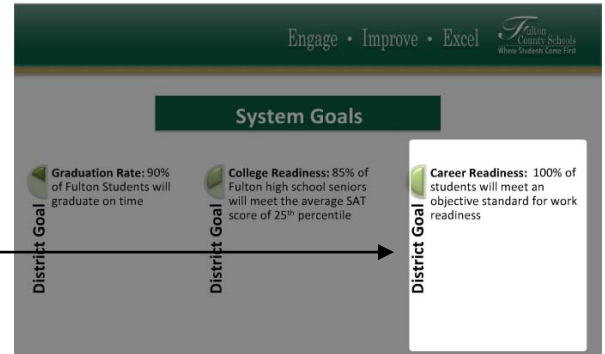 Engage • Improve • Excel
Fulton
County Schools
Where Students Come First
System Goals
District Goal
Graduation Rate: 90%
of Fulton Students will
graduate on time
District Goal
College Readiness: 85% of
Fulton high school seniors
will meet the average SAT
score of 25th percentile
District Goal
Career Readiness: 100% of
students will meet an
objective standard for work
readiness